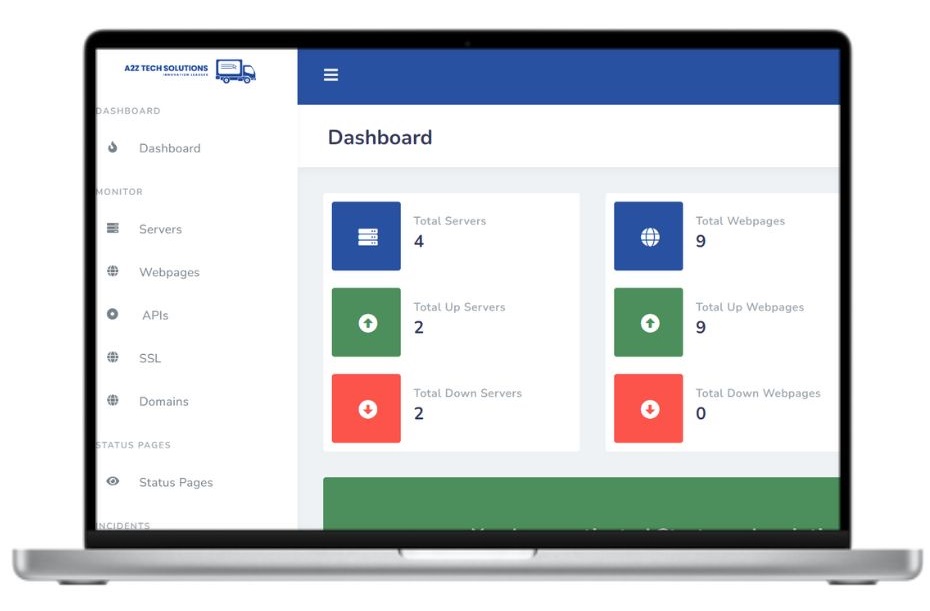 A2Z TECH SOLUTIONS
INNOVATION LEADER
DASHBOARD
Dashboard
MONITOR
Servers
Webpages
APIs
SSL
Domains
STATUS PAGES
Status Pages
INCIDENTS
Dashboard
Total Servers
4
Total Up Servers
2
Total Down Servers
2
Total Webpages
9
Total Up Webpages
9
Total Down Webpages
0